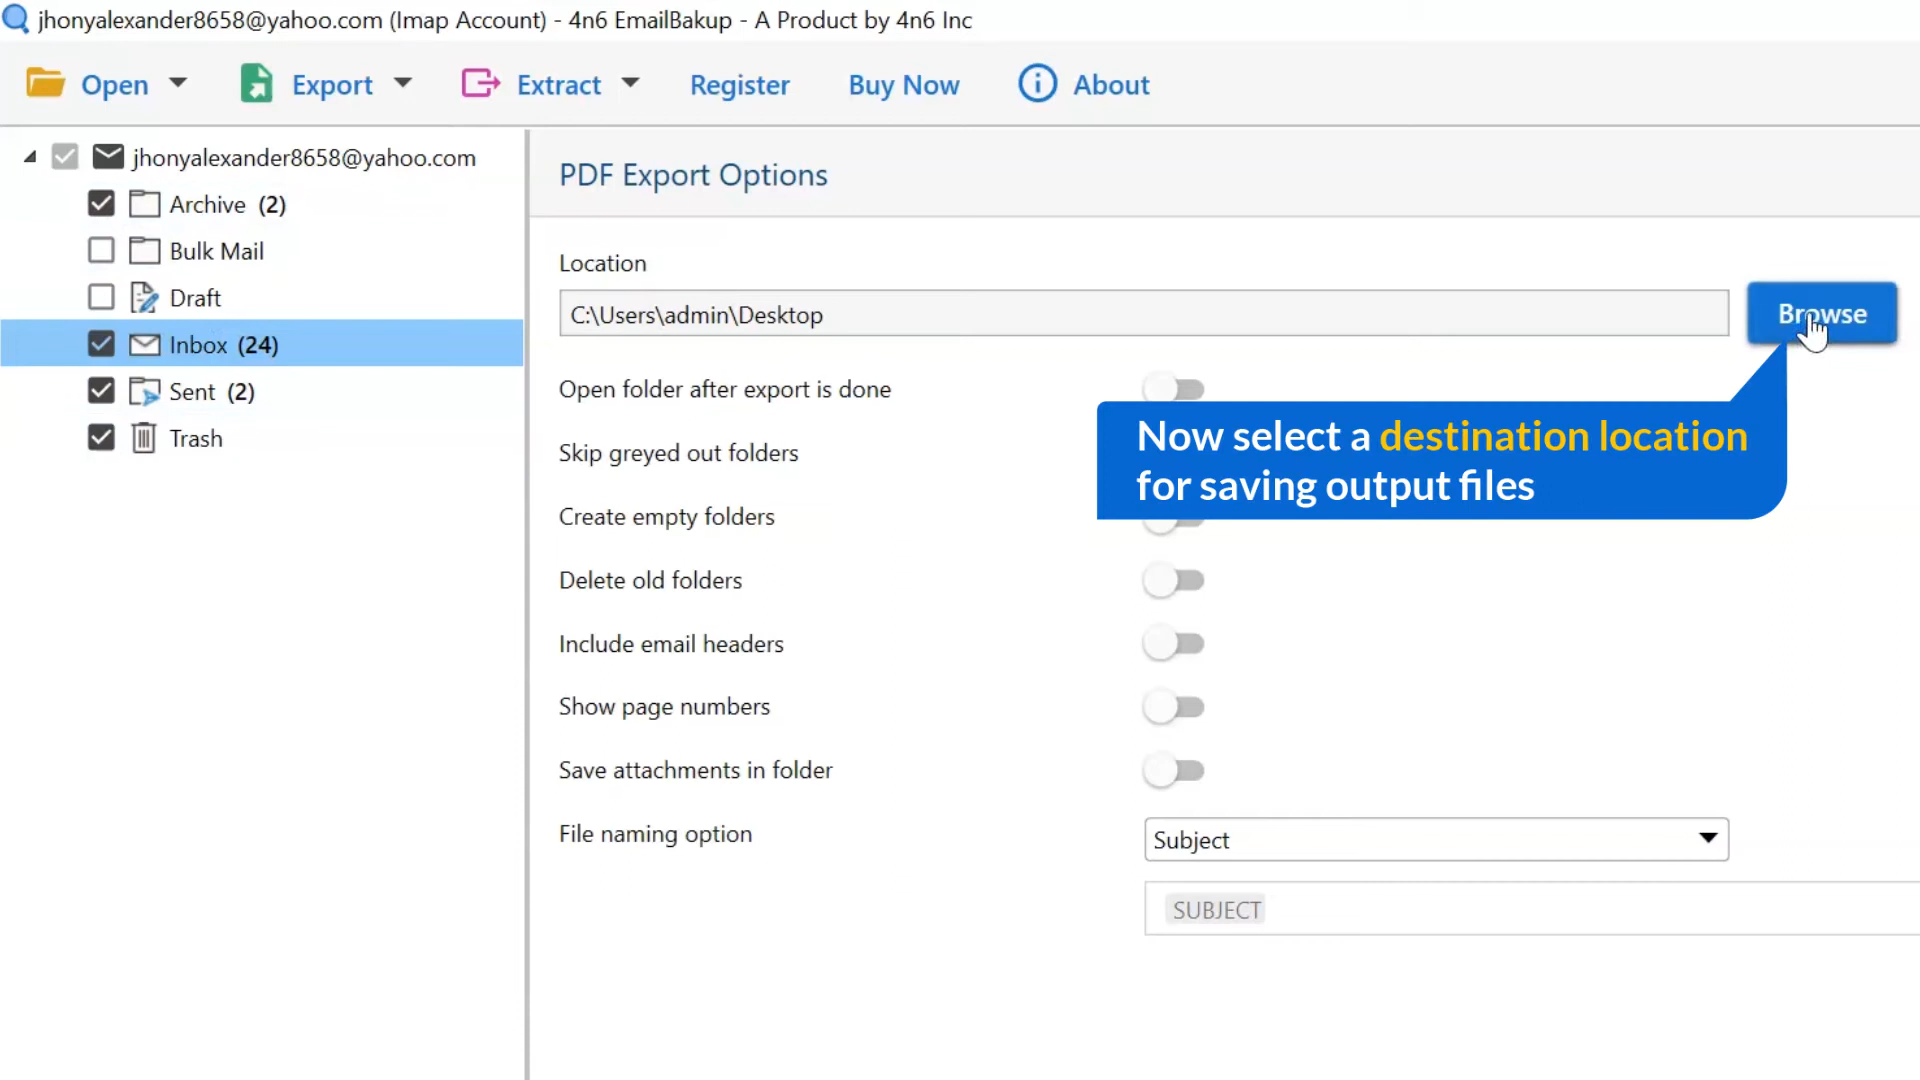 jhonyalexander8658@yahoo.com (Imap Account) - 4n6 EmailBakup - A Product by 4n6 Inc
Open Export Extract Register Buy Now About
jhonyalexander8658@yahoo.com
Archive (2)
Bulk Mail
Draft
Inbox (24)
Sent (2)
Trash
PDF Export Options
Location
C:\Users\admin\Desktop
Browse
Open folder after export is done
Skip greyed out folders
Create empty folders
Delete old folders
Include email headers
Show page numbers
Save attachments in folder
File naming option
Subject
SUBJECT
Now select a destination location
for saving output files